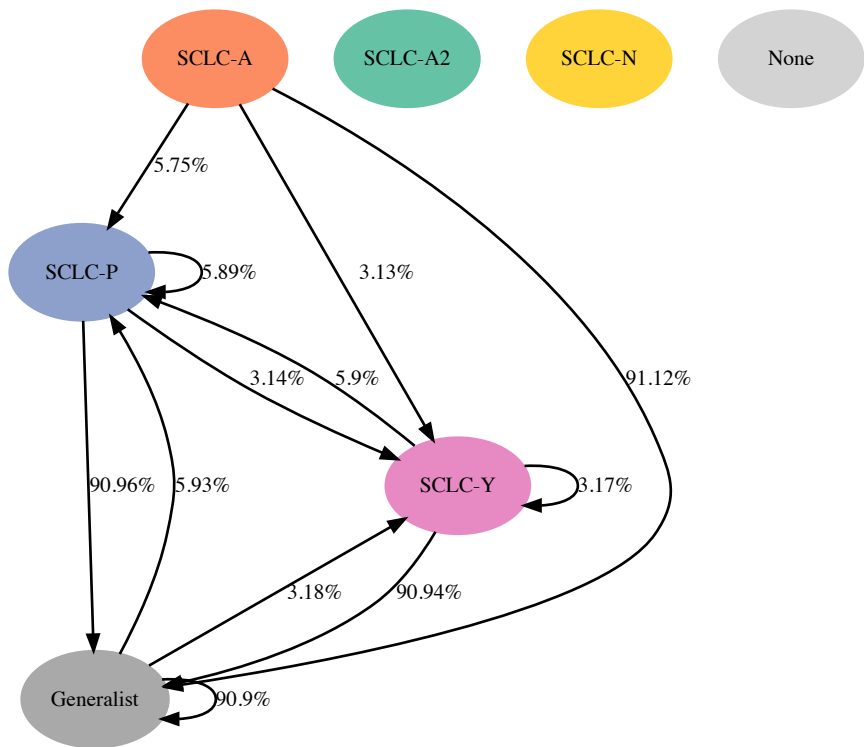 SCLC-A
SCLC-A2
SCLC-N
None
5.75%
SCLC-P
5.89%
3.13%
3.14%
5.9%
91.12%
90.96%
5.93%
SCLC-Y
3.17%
3.18%
90.94%
Generalist
90.9%